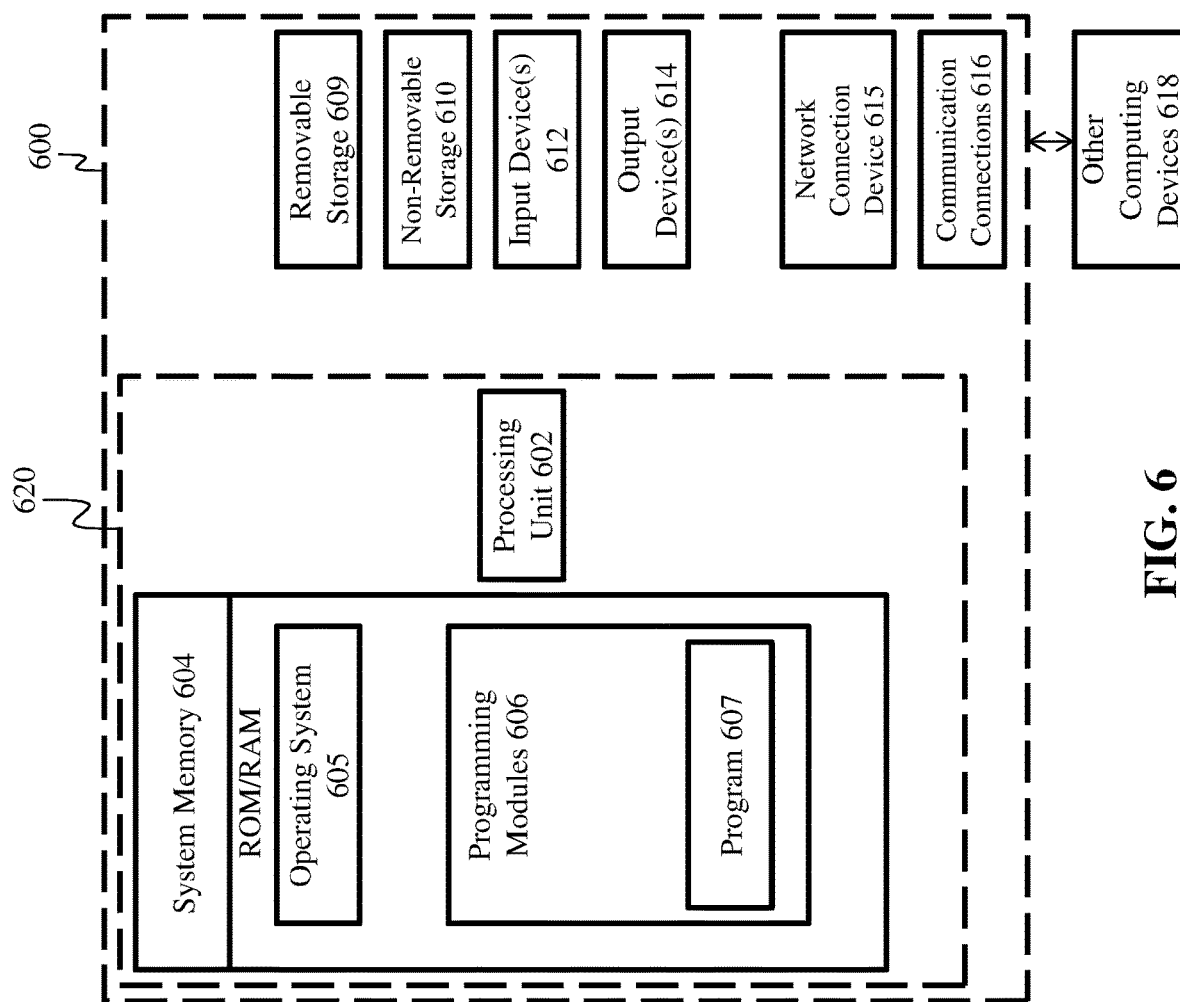 600
620
System Memory 604
ROM/RAM
Operating System
605
Programming
Modules 606
Program 607
Processing
Unit 602
Removable
Storage 609
Non-Removable
Storage 610
Input Device(s)
612
Output
Device(s) 614
Network
Connection
Device 615
Communication
Connections 616
Other
Computing
Devices 618
FIG. 6